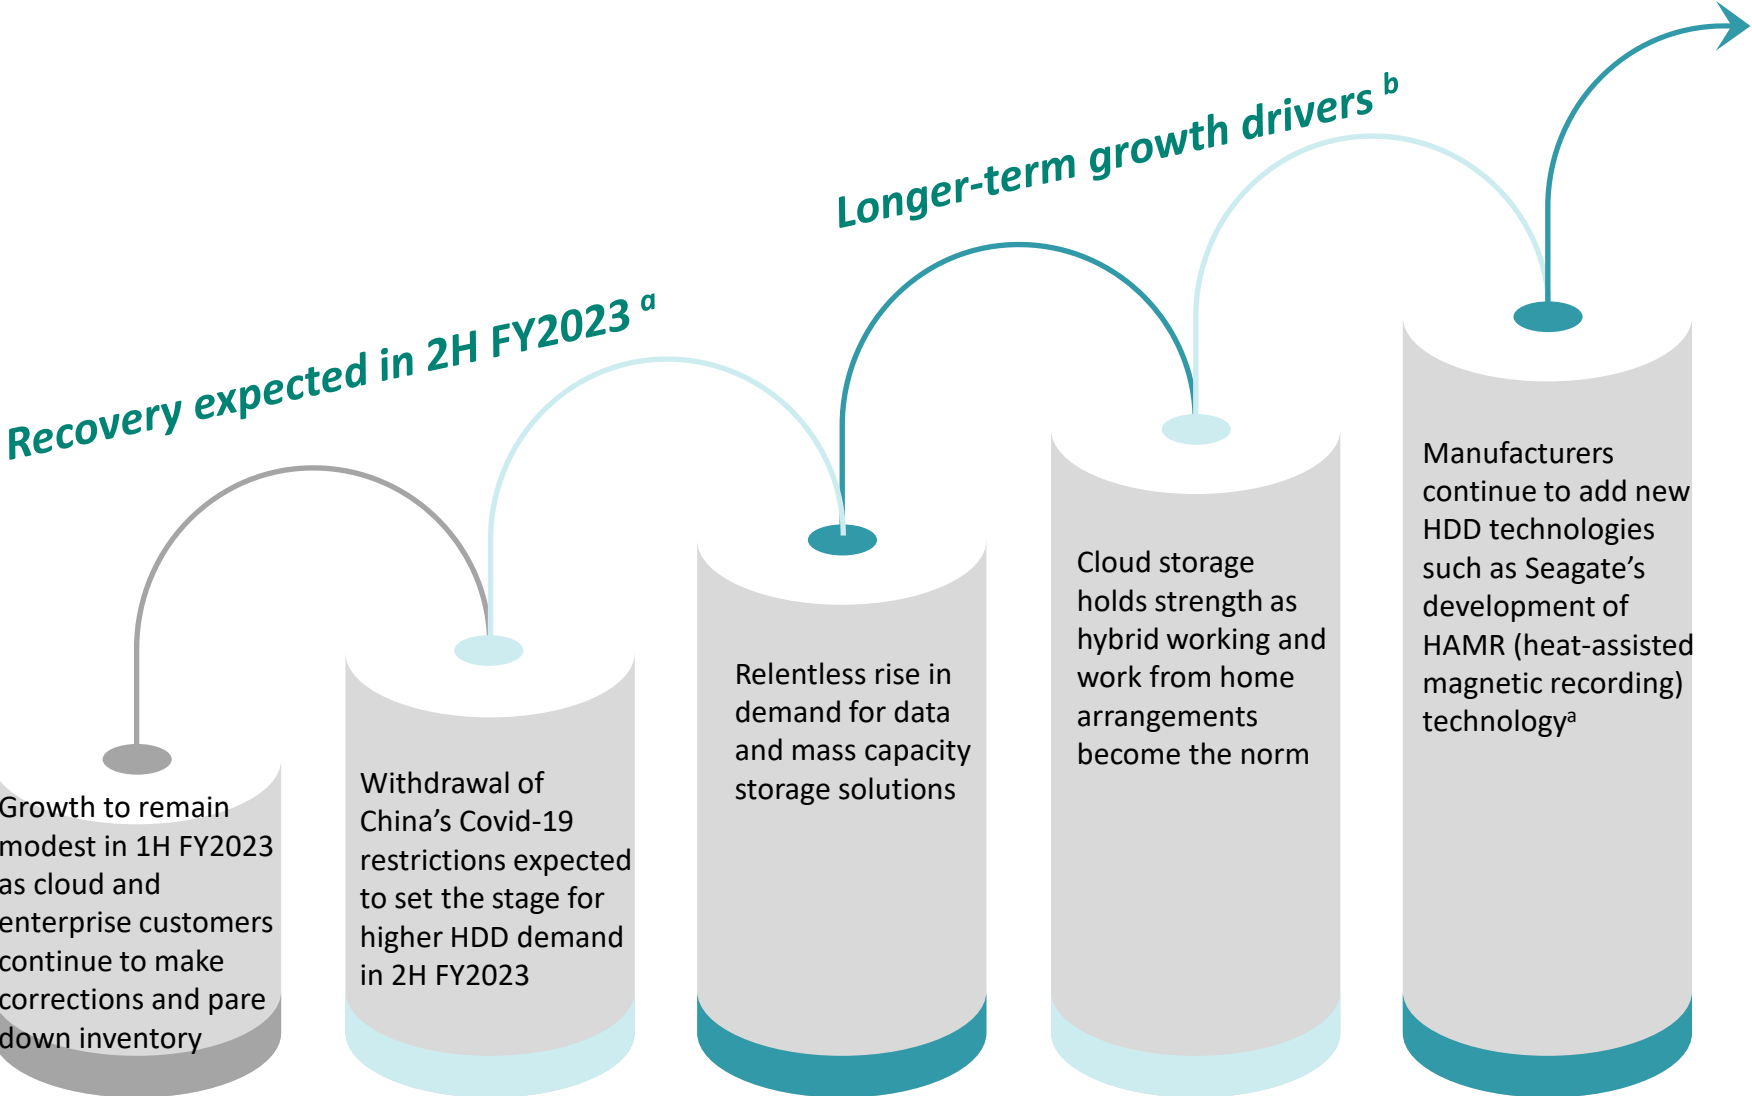 Recovery expected in 2H FY2023 a
Longer-term growth drivers b
Growth to remain
modest in 1H FY2023
as cloud and
enterprise customers
continue to make
corrections and pare
down inventory
Withdrawal of
China’s Covid-19
restrictions expected
to set the stage for
higher HDD demand
in 2H FY2023
Relentless rise in
demand for data
and mass capacity
storage solutions
Cloud storage
holds strength as
hybrid working and
work from home
arrangements
become the norm
Manufacturers
continue to add new
HDD technologies
such as Seagate’s
development of
HAMR (heat-assisted
magnetic recording)
technologyᵃ